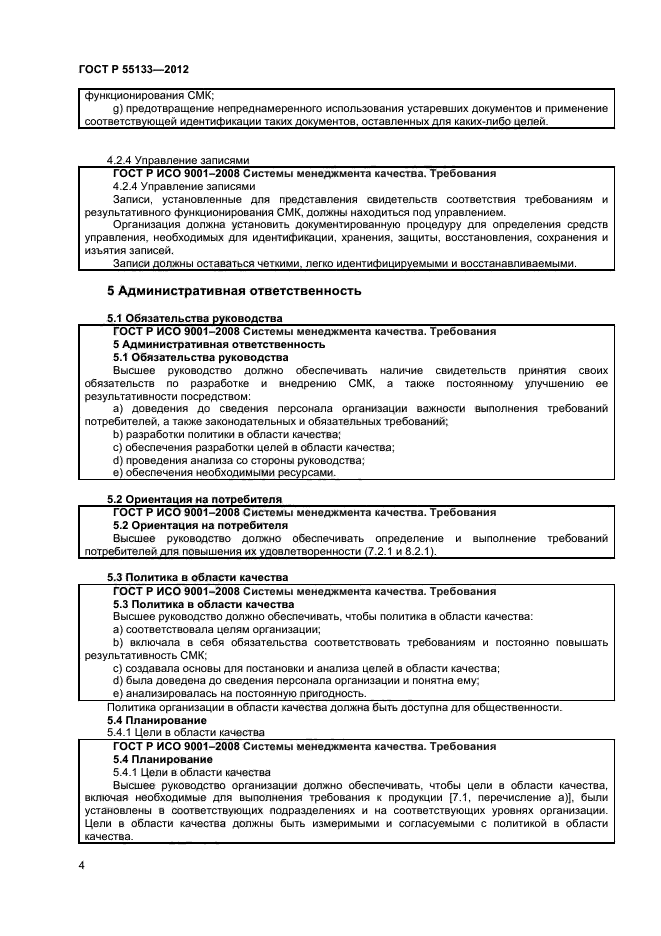 ГОСТ Р 55133—2012
функционирования СМК;
g) предотвращение непреднамеренного использования устаревших документов и применение
соответствующей идентификации таких документов, оставленных для каких-либо целей.
4.2.4 Управление записями
ГОСТ Р ИСО 9001–2008 Системы менеджмента качества. Требования
4.2.4 Управление записями
Записи, установленные для представления свидетельств соответствия требованиям и
результативного функционирования СМК, должны находиться под управлением.
Организация должна установить документированную процедуру для определения средств
управления, необходимых для идентификации, хранения, защиты, восстановления, сохранения и
изъятия записей.
Записи должны оставаться четкими, легко идентифицируемыми и восстанавливаемыми.
5 Административная ответственность
5.1 Обязательства руководства
ГОСТ Р ИСО 9001–2008 Системы менеджмента качества. Требования
5 Административная ответственность
5.1 Обязательства руководства
Высшее руководство должно обеспечивать наличие свидетельств принятия своих
обязательств по разработке и внедрению СМК, а также постоянному улучшению ее
результативности посредством:
a) доведения до сведения персонала организации важности выполнения требований
потребителей, а также законодательных и обязательных требований;
b) разработки политики в области качества;
c) обеспечения разработки целей в области качества;
d) проведения анализа со стороны руководства;
e) обеспечения необходимыми ресурсами.
5.2 Ориентация на потребителя
ГОСТ Р ИСО 9001–2008 Системы менеджмента качества. Требования
5.2 Ориентация на потребителя
Высшее руководство должно обеспечивать определение и выполнение требований
потребителей для повышения их удовлетворенности (7.2.1 и 8.2.1).
5.3 Политика в области качества
ГОСТ Р ИСО 9001–2008 Системы менеджмента качества. Требования
5.3 Политика в области качества
Высшее руководство должно обеспечивать, чтобы политика в области качества:
a) соответствовала целям организации;
b) включала в себя обязательства соответствовать требованиям и постоянно повышать
результативность СМК;
c) создавала основы для постановки и анализа целей в области качества;
d) была доведена до сведения персонала организации и понятна ему;
e) анализировалась на постоянную пригодность.
Политика организации в области качества должна быть доступна для общественности.
5.4 Планирование
5.4.1 Цели в области качества
ГОСТ Р ИСО 9001–2008 Системы менеджмента качества. Требования
5.4 Планирование
5.4.1 Цели в области качества
Высшее руководство организации должно обеспечивать, чтобы цели в области качества,
включая необходимые для выполнения требования к продукции [7.1, перечисление а)], были
установлены в соответствующих подразделениях и на соответствующих уровнях организации.
Цели в области качества должны быть измеримыми и согласуемыми с политикой в области
качества.
4